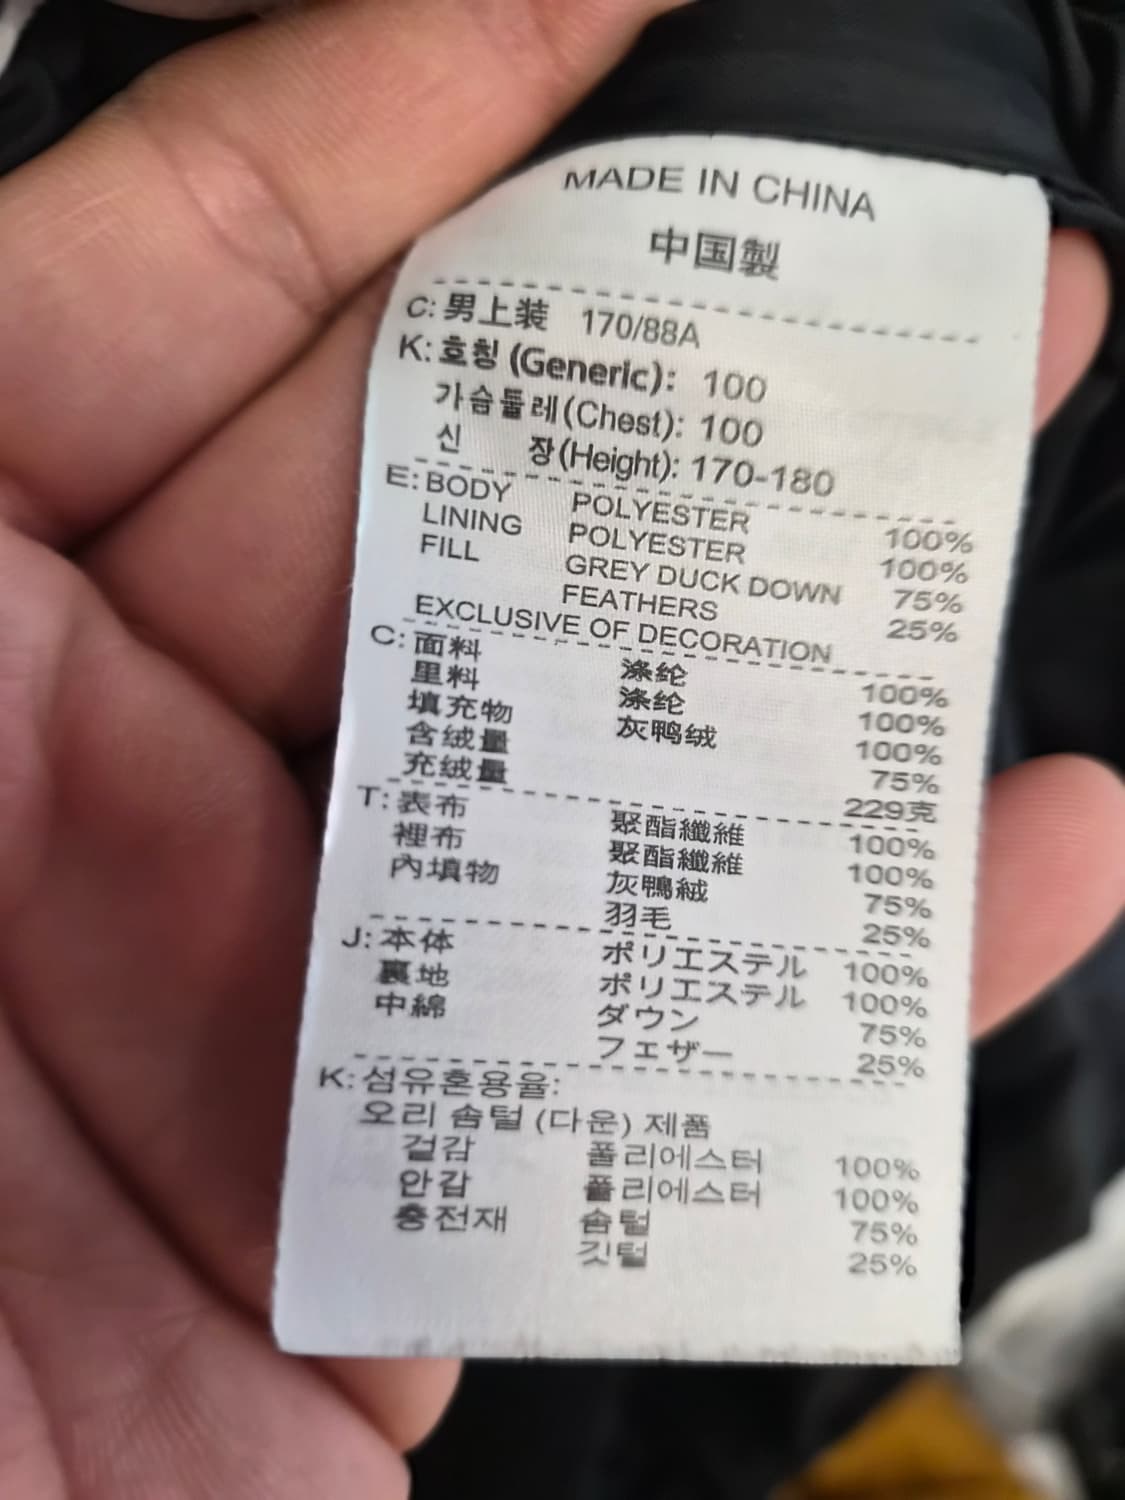 MADE IN CHINA
中国製
C: 男上装 170/88A
K: 호칭 (Generic): 100
가슴둘레 (Chest): 100
신 장 (Height): 170-180
E: BODY POLYESTER 100%
LINING POLYESTER 100%
FILL GREY DUCK DOWN 75%
FEATHERS 25%
EXCLUSIVE OF DECORATION
C: 面料 涤纶 100%
里料 涤纶 100%
填充物 灰鸭绒 100%
含绒量 75%
充绒量 229克
T: 表布 聚酯纖維 100%
裡布 聚酯纖維 100%
內填物 灰鴨絨 75%
羽毛 25%
J: 本体 ポリエステル 100%
裏地 ポリエステル 100%
中綿 ダウン 75%
フェザー 25%
K: 섬유혼용율:
오리 솜털 (다운) 제품
겉감 폴리에스터 100%
안감 폴리에스터 100%
충전재 솜털 75%
깃털 25%